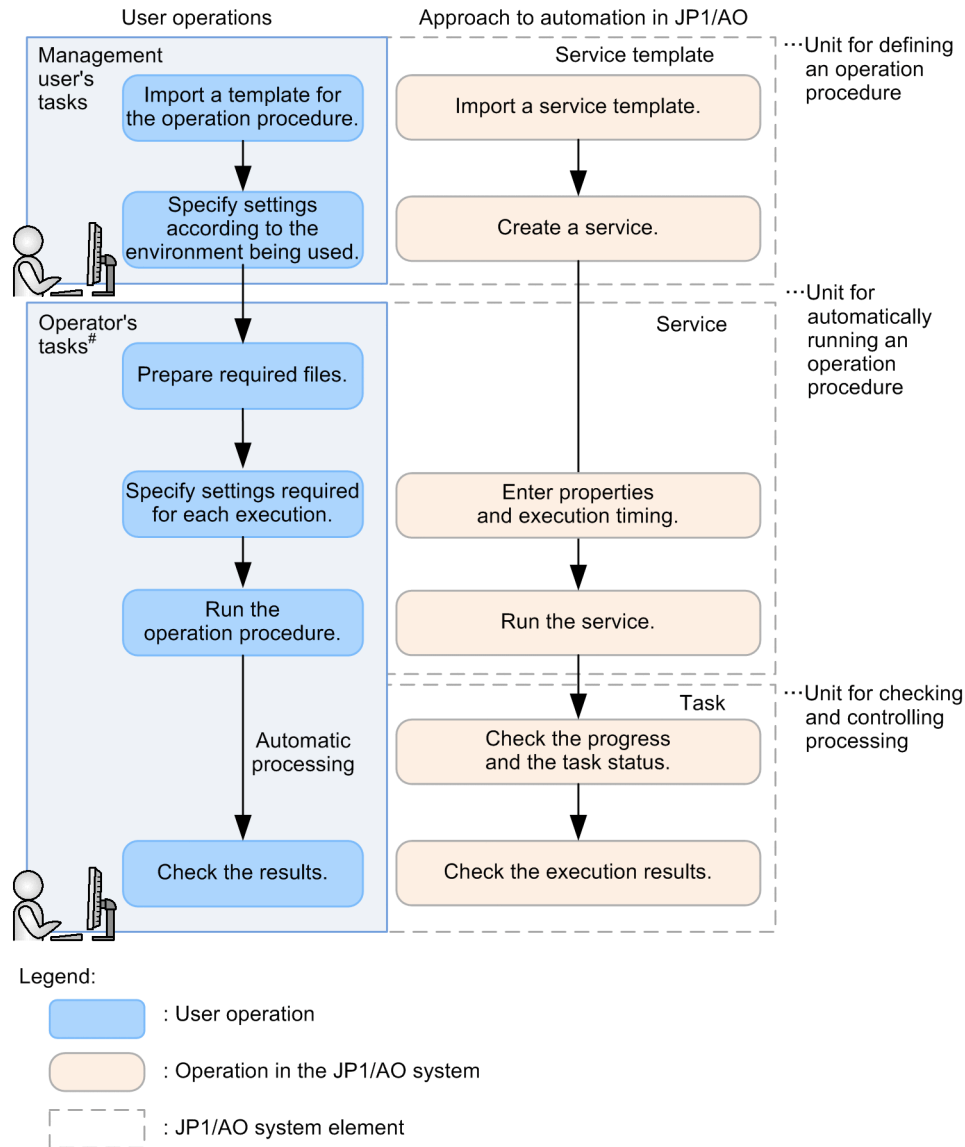 User operations
Approach to automation in JP1/AO
Management
user's
tasks
Import a template for
the operation procedure.
Specify settings
according to the
environment being used.
Service template
Import a service template.
Create a service.
…Unit for defining
an operation
procedure
Operator's
tasks#
Prepare required files.
Specify settings required
for each execution.
Run the
operation procedure.
Automatic
processing
Check the results.
Service
Enter properties
and execution timing.
Run the service.
…Unit for
automatically
running an
operation
procedure
Task
Check the progress
and the task status.
Check the execution results.
…Unit for checking
and controlling
processing
Legend:
: User operation
: Operation in the JP1/AO system
: JP1/AO system element